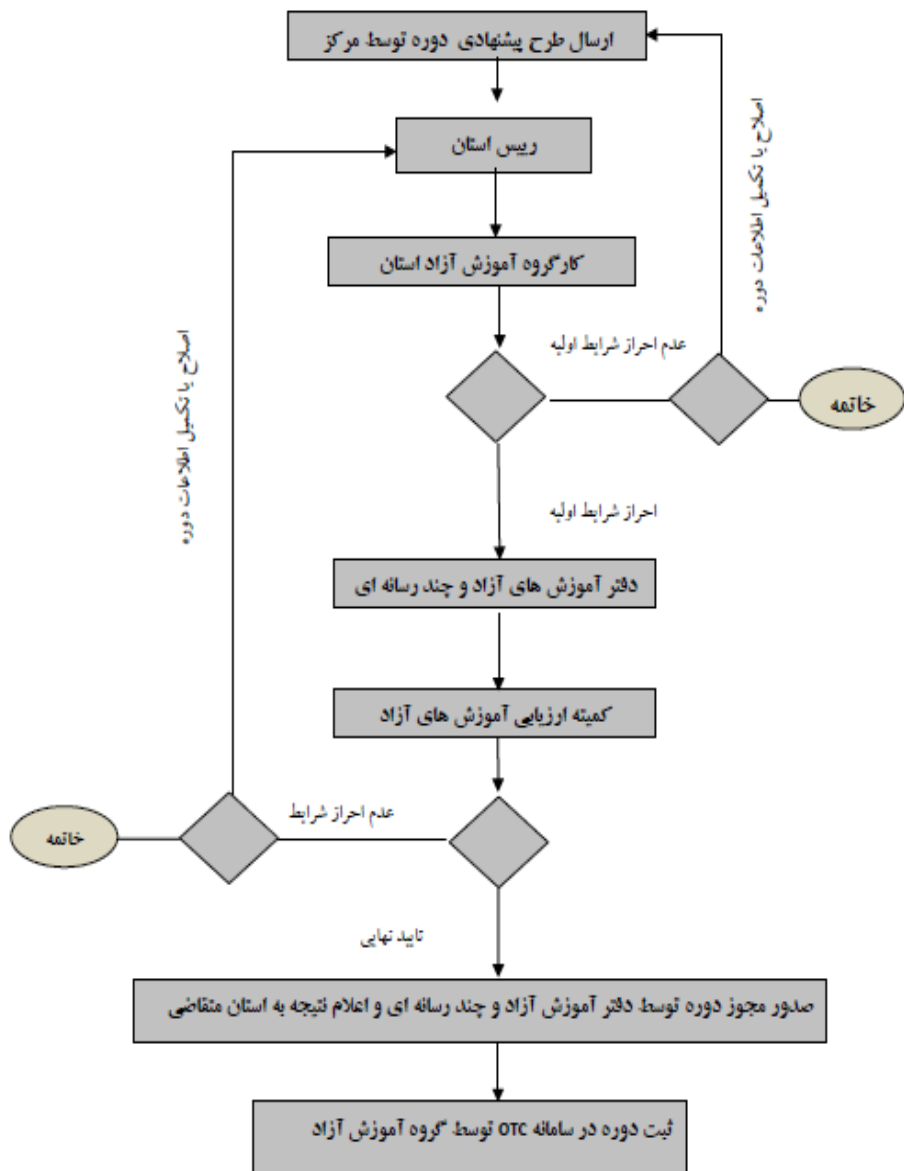 ارسال طرح پیشنهادی دوره توسط مرکز
رییس استان
کارگروه آموزش آزاد استان
اصلاح یا تکمیل اطلاعات دوره
عدم احراز شرایط اولیه
خاتمه
احراز شرایط اولیه
اصلاح یا تکمیل اطلاعات دوره
دفتر آموزش های آزاد و چند رسانه ای
کمیته ارزیابی آموزش های آزاد
عدم احراز شرایط
خاتمه
تایید نهایی
صدور مجوز دوره توسط دفتر آموزش آزاد و چند رسانه ای و اعلام نتیجه به استان متقاضی
ثبت دوره در سامانه OTC توسط گروه آموزش آزاد